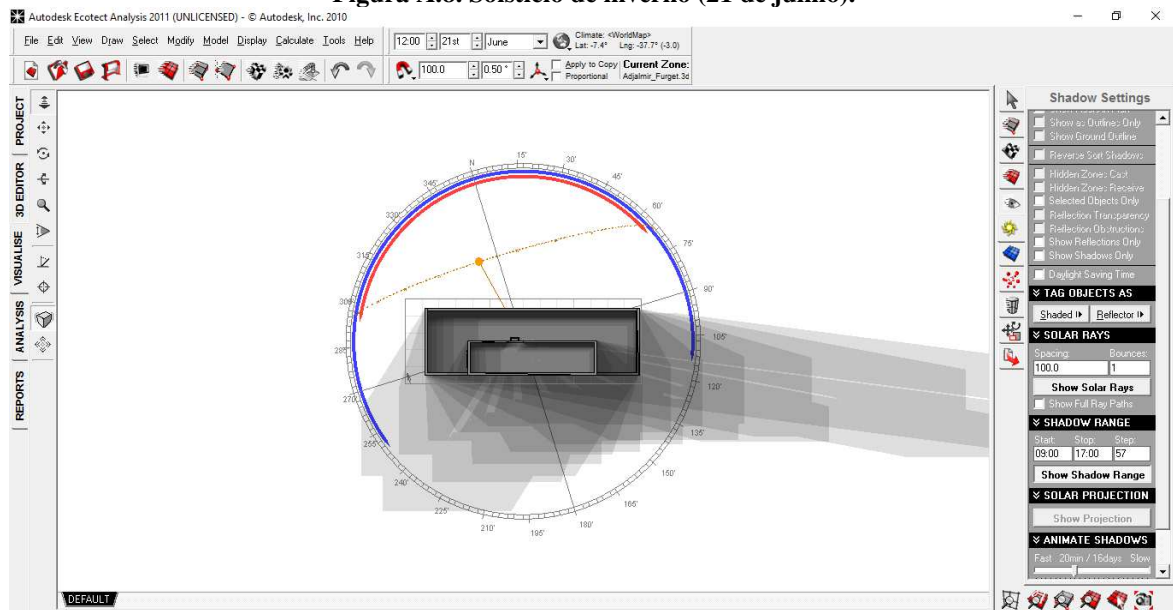 Figura A.8. Solstício de inverno (21 de junho).
Autodesk Ecotect Analysis 2011 (UNLICENSED) - © Autodesk, Inc. 2010
File Edit View Draw Select Modify Model Display Calculate Tools Help
12:00 21st June
Climate: <WorldMap>
Lat: -7.4° Lng: -37.7° (-3.0)
100.0 0.50 °
Apply to Copy
Proportional
Current Zone:
Adjalmir_Furget.3d
PROJECT
3D EDITOR
VISUALISE
ANALYSIS
REPORTS
N
15°
30°
45°
60°
75°
90°
105°
120°
135°
150°
165°
180°
195°
210°
225°
240°
255°
270°
285°
300°
315°
330°
345°
DEFAULT
Shadow Settings
Show as Outlines Only
Show Ground Outline
Reverse Sort Shadows
Hidden Zones Cast
Hidden Zones Receive
Selected Objects Only
Reflection Transparency
Reflection Obstructions
Show Reflections Only
Show Shadows Only
Daylight Saving Time
TAG OBJECTS AS
Shaded Reflector
SOLAR RAYS
Spacing: Bounces:
100.0 1
Show Solar Rays
Show Full Ray Paths
SHADOW RANGE
Start: Stop: Step:
09:00 17:00 57
Show Shadow Range
SOLAR PROJECTION
Show Projection
ANIMATE SHADOWS
Fast 20min / 16days Slow